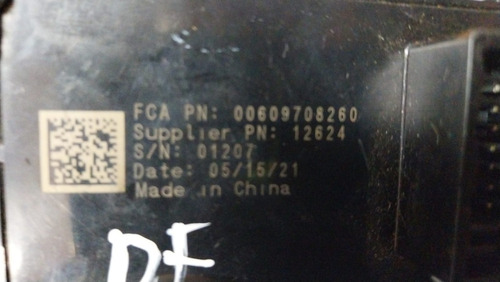 FCA PN: 00609708260
Supplier PN: 12624
S/N: 01207
Date: 05/15/21
Made in China